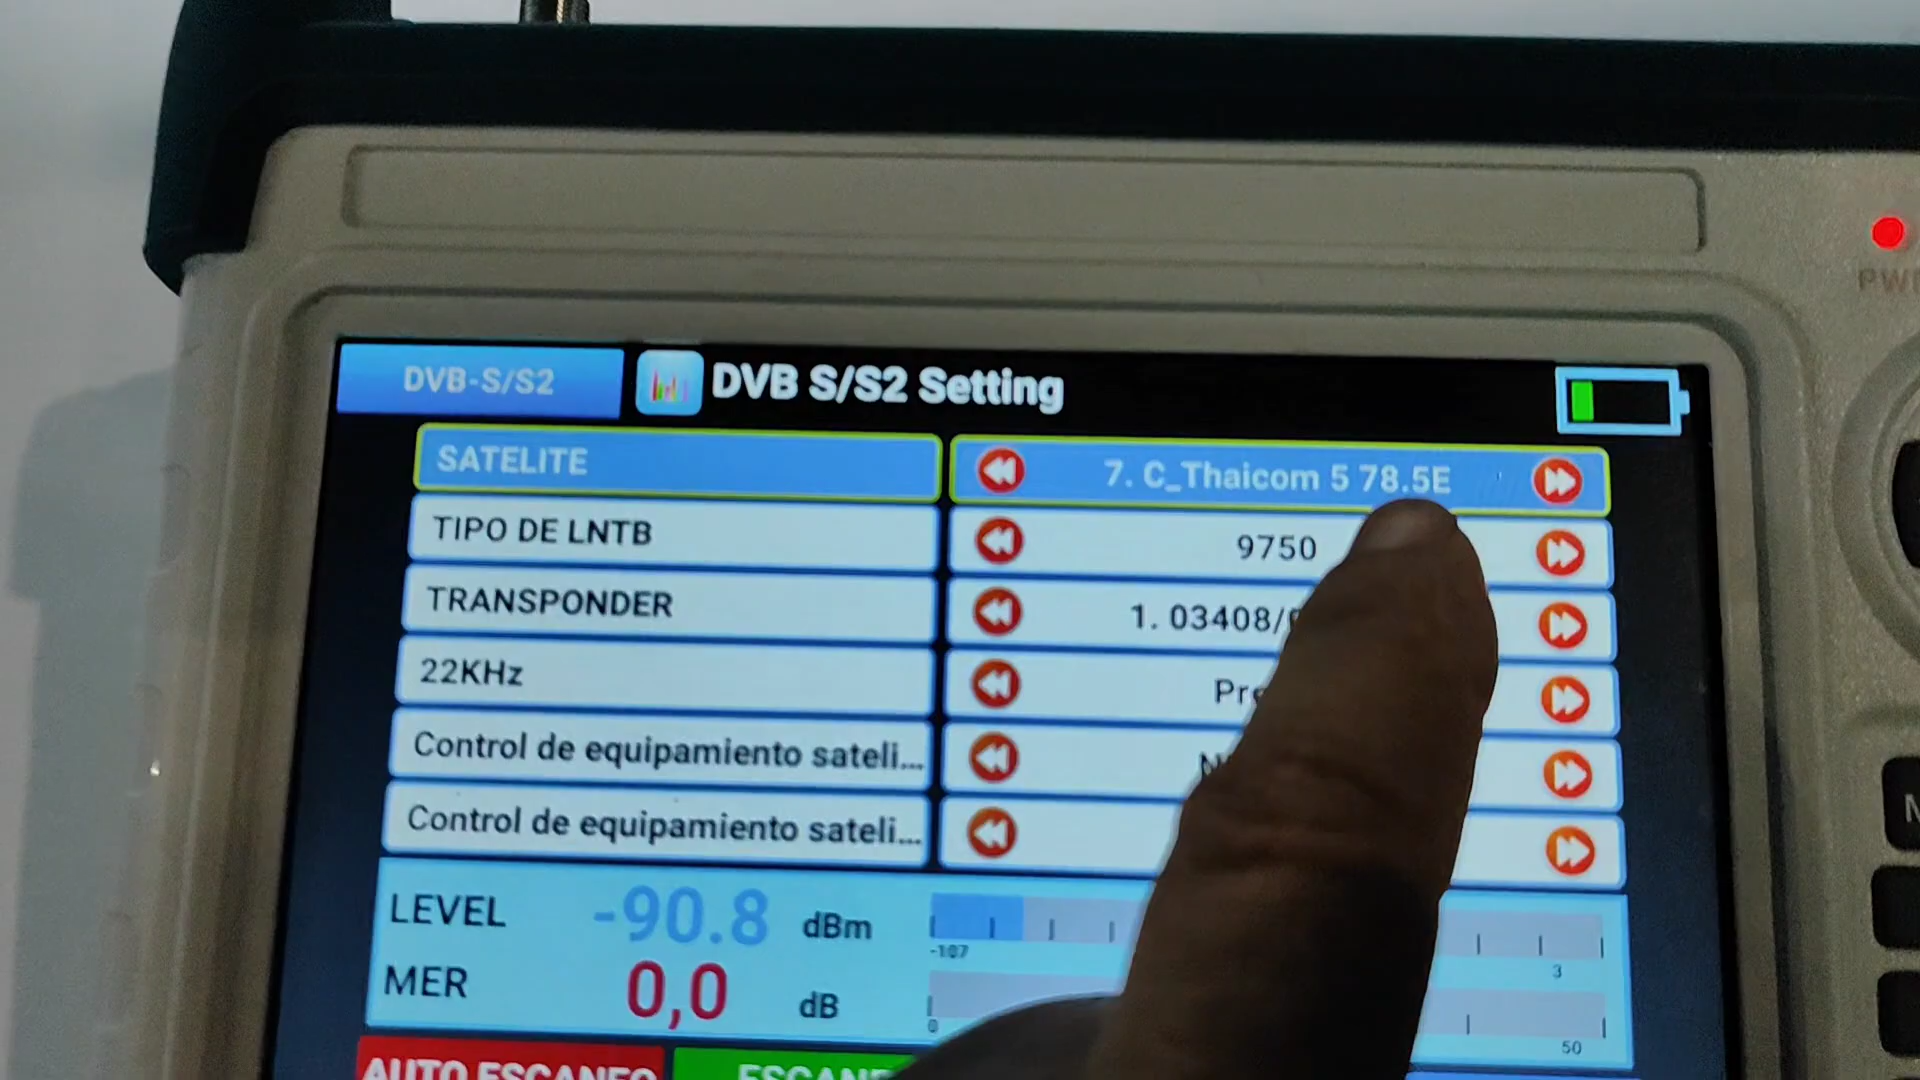 PW
DVB-S/S2 DVB S/S2 Setting
SATELITE 7. C_Thaicom 5 78.5E
TIPO DE LNTB 9750
TRANSPONDER 1. 03408/
22KHz Pr
Control de equipamiento sateli...
Control de equipamiento sateli...
LEVEL -90.8 dBm
-107 3
MER 0,0 dB
0 50
AUTO ESCANEO ESCANE